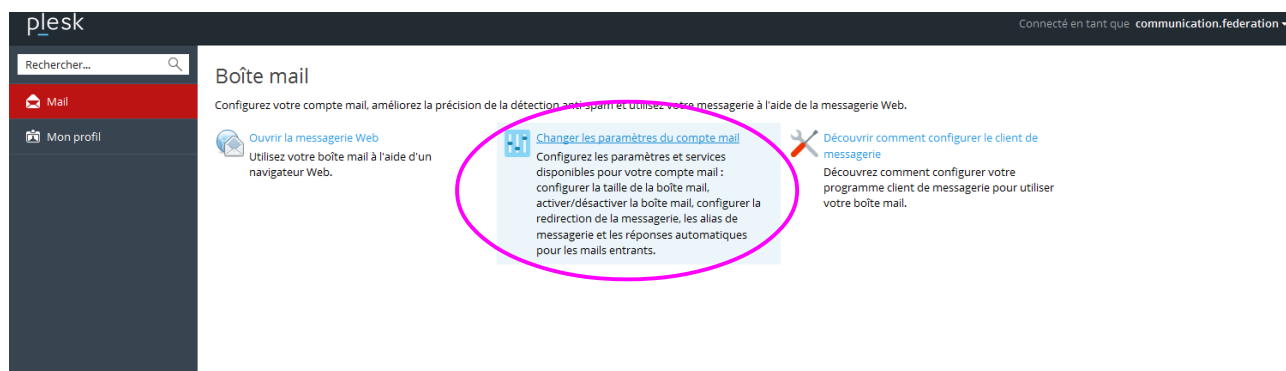 plesk
Connecté en tant que communication.federation
Rechercher...
Mail
Mon profil
Boîte mail
Configurez votre compte mail, améliorez la précision de la détection anti-spam et utilisez votre messagerie à l'aide de la messagerie Web.
Ouvrir la messagerie Web
Utilisez votre boîte mail à l'aide d'un
navigateur Web.
Changer les paramètres du compte mail
Configurez les paramètres et services
disponibles pour votre compte mail :
configurer la taille de la boîte mail,
activer/désactiver la boîte mail, configurer la
redirection de la messagerie, les alias de
messagerie et les réponses automatiques
pour les mails entrants.
Découvrir comment configurer le client de
messagerie
Découvrez comment configurer votre
programme client de messagerie pour utiliser
votre boîte mail.